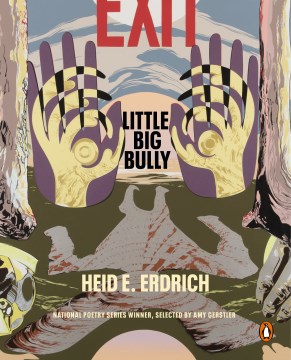 EXIT
LITTLE
BIG
BULLY
HEID E. ERDRICH
NATIONAL POETRY SERIES WINNER, SELECTED BY AMY GERSTLER